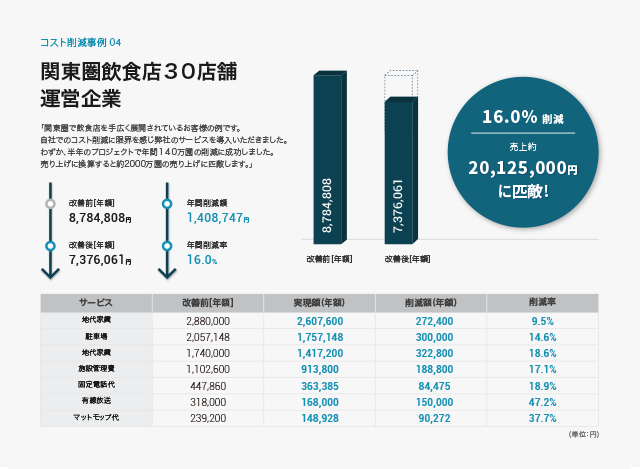 コスト削減事例 04
関東圏飲食店３０店舗
運営企業
「関東圏で飲食店を手広く展開されているお客様の例です。
自社でのコスト削減に限界を感じ弊社のサービスを導入いただきました。
わずか、半年のプロジェクトで年間１４０万圏の削減に成功しました。
売り上げに換算すると約2000万圏の売り上げに匹敵します。」
改善前[年額]
8,784,808円
年間削減額
1,408,747円
改善後[年額]
7,376,061円
年間削減率
16.0%
8,784,808
7,376,061
改善前[年額]
改善後[年額]
16.0% 削減
売上約
20,125,000円
に匹敵!
サービス 改善前[年額] 実現額(年額) 削減額(年額) 削減率
地代家費 2,880,000 2,607,600 272,400 9.5%
駐車場 2,057,148 1,757,148 300,000 14.6%
地代家費 1,740,000 1,417,200 322,800 18.6%
施設管理費 1,102,600 913,800 188,800 17.1%
固定電話代 447,860 363,385 84,475 18.9%
有線放送 318,000 168,000 150,000 47.2%
マットモップ代 239,200 148,928 90,272 37.7%
(単位：円)